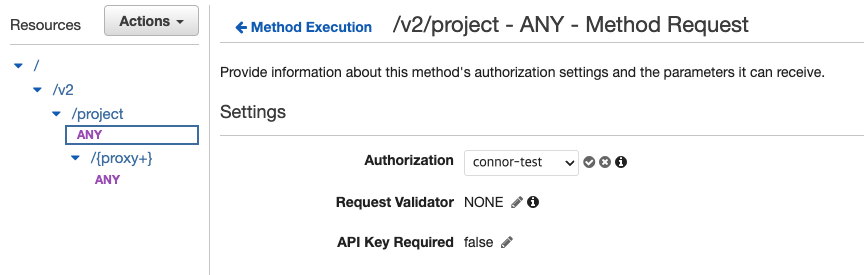 Resources
Actions
/
/v2
/project
ANY
/{proxy+}
ANY
Method Execution /v2/project - ANY - Method Request
Provide information about this method's authorization settings and the parameters it can receive.
Settings
Authorization connor-test
Request Validator NONE
API Key Required false